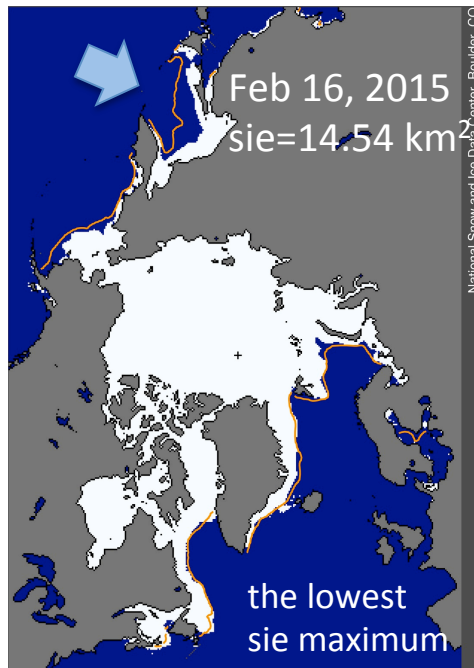 Feb 16, 2015
sie=14.54 km²
National Snow and Ice Data Center, Boulder, CO
the lowest
sie maximum